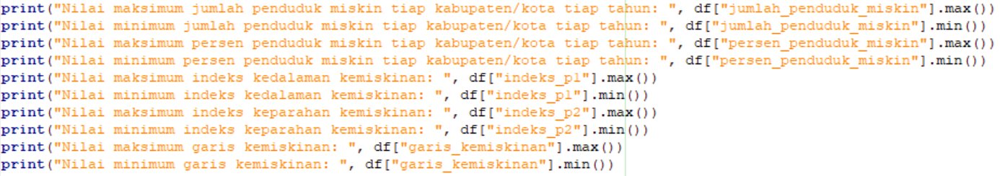 print("Nilai maksimum jumlah penduduk miskin tiap kabupaten/kota tiap tahun: ", df["jumlah_penduduk_miskin"].max())
print("Nilai minimum jumlah penduduk miskin tiap kabupaten/kota tiap tahun: ", df["jumlah_penduduk_miskin"].min())
print("Nilai maksimum persen penduduk miskin tiap kabupaten/kota tiap tahun: ", df["persen_penduduk_miskin"].max())
print("Nilai minimum persen penduduk miskin tiap kabupaten/kota tiap tahun: ", df["persen_penduduk_miskin"].min())
print("Nilai maksimum indeks kedalaman kemiskinan: ", df["indeks_p1"].max())
print("Nilai minimum indeks kedalaman kemiskinan: ", df["indeks_p1"].min())
print("Nilai maksimum indeks keparahan kemiskinan: ", df["indeks_p2"].max())
print("Nilai minimum indeks keparahan kemiskinan: ", df["indeks_p2"].min())
print("Nilai maksimum garis kemiskinan: ", df["garis_kemiskinan"].max())
print("Nilai minimum garis kemiskinan: ", df["garis_kemiskinan"].min())